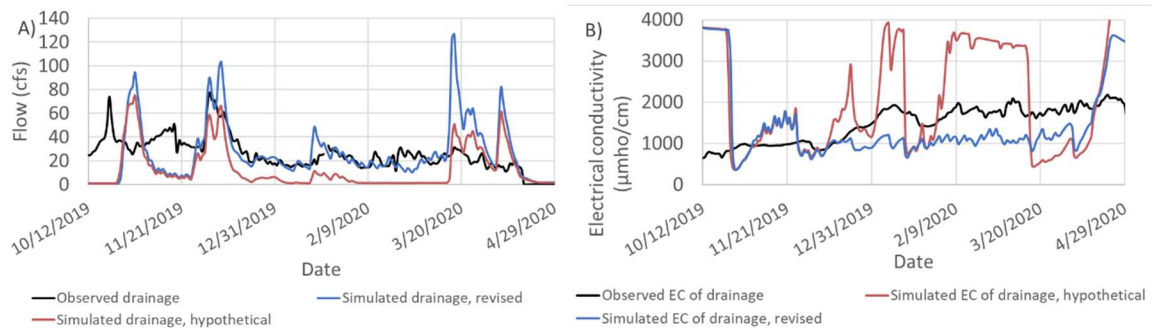 A)
Flow (cfs)
140
120
100
80
60
40
20
0
10/12/2019
11/21/2019
12/31/2019
2/9/2020
3/20/2020
4/29/2020
Date
Observed drainage
Simulated drainage, revised
Simulated drainage, hypothetical
B)
Electrical conductivity
(µmho/cm)
4000
3000
2000
1000
0
10/12/2019
11/21/2019
12/31/2019
2/9/2020
3/20/2020
4/29/2020
Date
Observed EC of drainage
Simulated EC of drainage, hypothetical
Simulated EC of drainage, revised